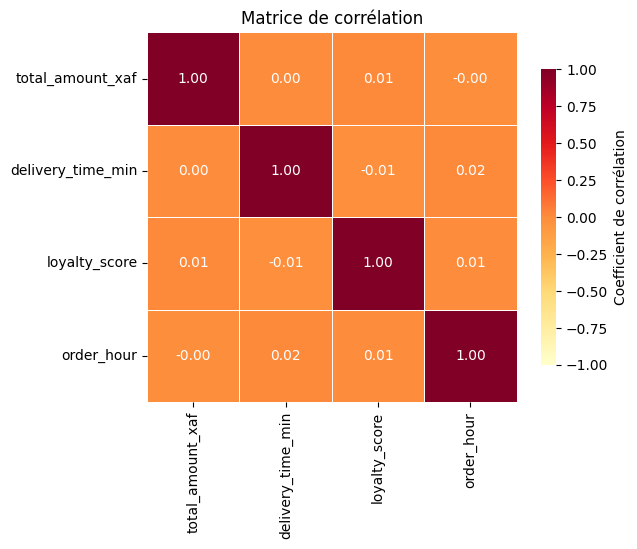 Matrice de corrélation
total_amount_xaf 1.00 0.00 0.01 -0.00
delivery_time_min 0.00 1.00 -0.01 0.02
loyalty_score 0.01 -0.01 1.00 0.01
order_hour -0.00 0.02 0.01 1.00
total_amount_xaf
delivery_time_min
loyalty_score
order_hour
1.00
0.75
0.50
0.25
0.00
−0.25
−0.50
−0.75
−1.00
Coefficient de corrélation